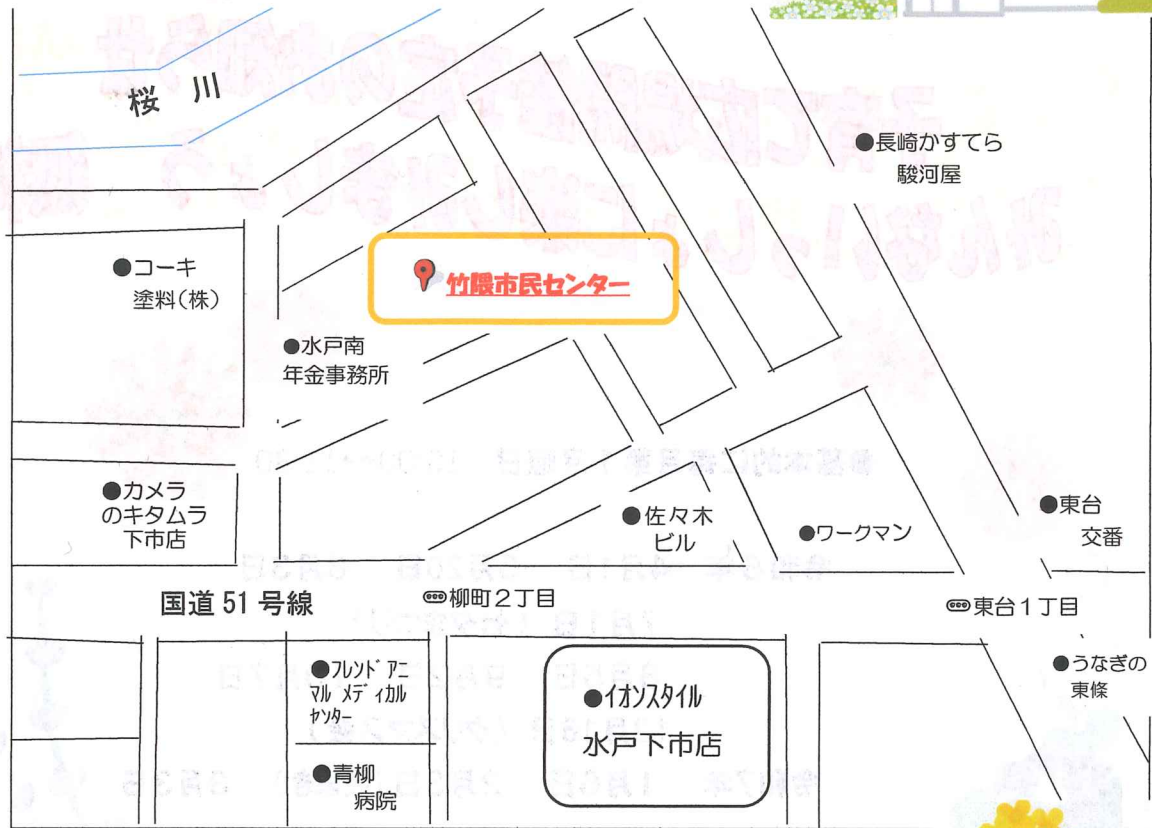 桜川
●長崎かすてら
駿河屋
●コーキ
塗料(株)
竹隈市民センター
●水戸南
年金事務所
●カメラ
のキタムラ
下市店
●佐々木
ビル
●ワークマン
●東台
交番
国道51号線
柳町2丁目
東台1丁目
●フレンドアニ
マル メディカル
センター
●イオンスタイル
水戸下市店
●うなぎの
東條
●青柳
病院